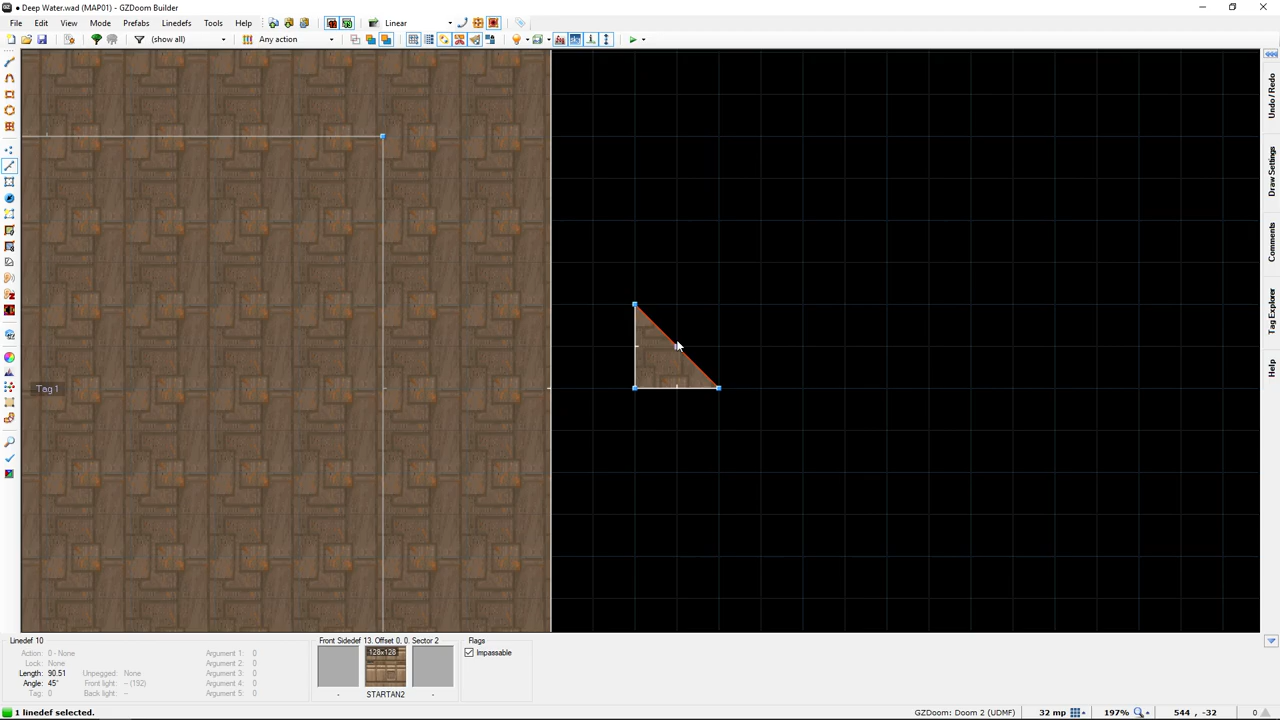 ● Deep Water.wad (MAP01) - GZDoom Builder
File Edit View Mode Prefabs Linedefs Tools Help Linear
(show all) Any action
Undo / Redo
Draw Settings
Comments
Tag Explorer
Help
Tag 1
Linedef 10
Action: 0 - None
Lock: None
Length: 90.51
Angle: 45°
Tag: 0
Unpegged: None
Front light: -- (192)
Back light: --
Argument 1: 0
Argument 2: 0
Argument 3: 0
Argument 4: 0
Argument 5: 0
Front Sidedef 13. Offset 0, 0. Sector 2
128x128
- STARTAN2 -
Flags
Impassable
1 linedef selected.
GZDoom: Doom 2 (UDMF) 32 mp 197% 544 , -32 0